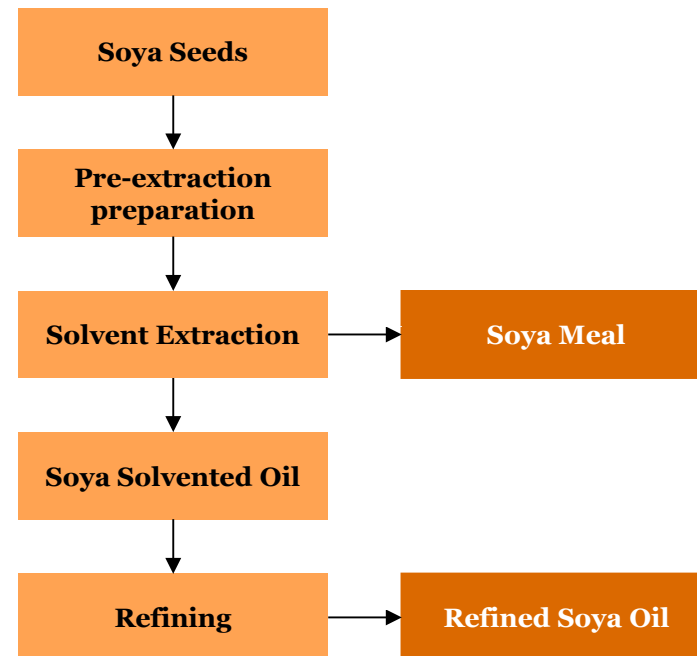 Soya Seeds
Pre-extraction
preparation
Solvent Extraction
Soya Meal
Soya Solvented Oil
Refining
Refined Soya Oil